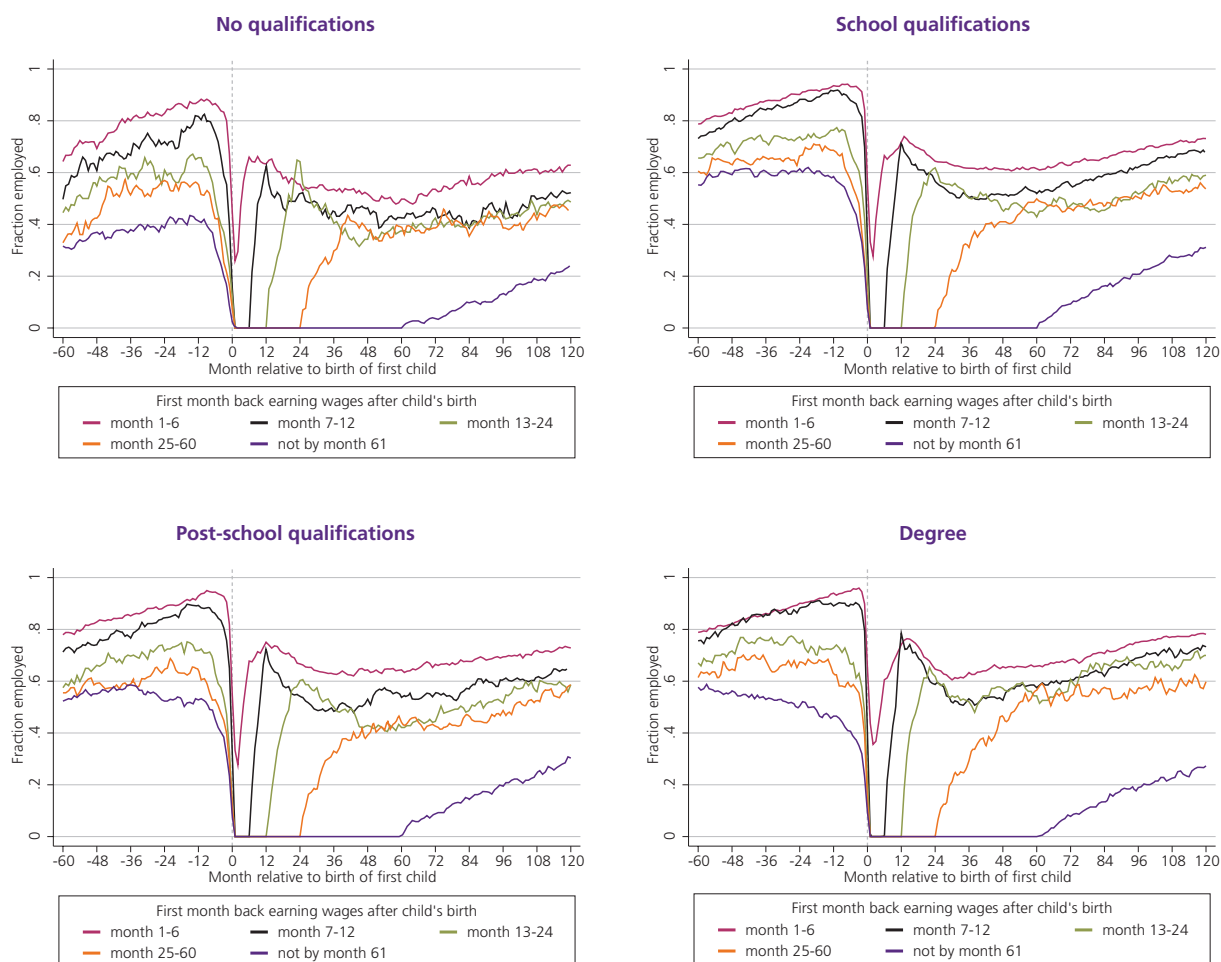 No qualifications
Fraction employed
1
.8
.6
.4
.2
0
-60 -48 -36 -24 -12 0 12 24 36 48 60 72 84 96 108 120
Month relative to birth of first child
First month back earning wages after child's birth
month 1-6 month 7-12 month 13-24
month 25-60 not by month 61
School qualifications
Fraction employed
1
.8
.6
.4
.2
0
-60 -48 -36 -24 -12 0 12 24 36 48 60 72 84 96 108 120
Month relative to birth of first child
First month back earning wages after child's birth
month 1-6 month 7-12 month 13-24
month 25-60 not by month 61
Post-school qualifications
Fraction employed
1
.8
.6
.4
.2
0
-60 -48 -36 -24 -12 0 12 24 36 48 60 72 84 96 108 120
Month relative to birth of first child
First month back earning wages after child's birth
month 1-6 month 7-12 month 13-24
month 25-60 not by month 61
Degree
Fraction employed
1
.8
.6
.4
.2
0
-60 -48 -36 -24 -12 0 12 24 36 48 60 72 84 96 108 120
Month relative to birth of first child
First month back earning wages after child's birth
month 1-6 month 7-12 month 13-24
month 25-60 not by month 61